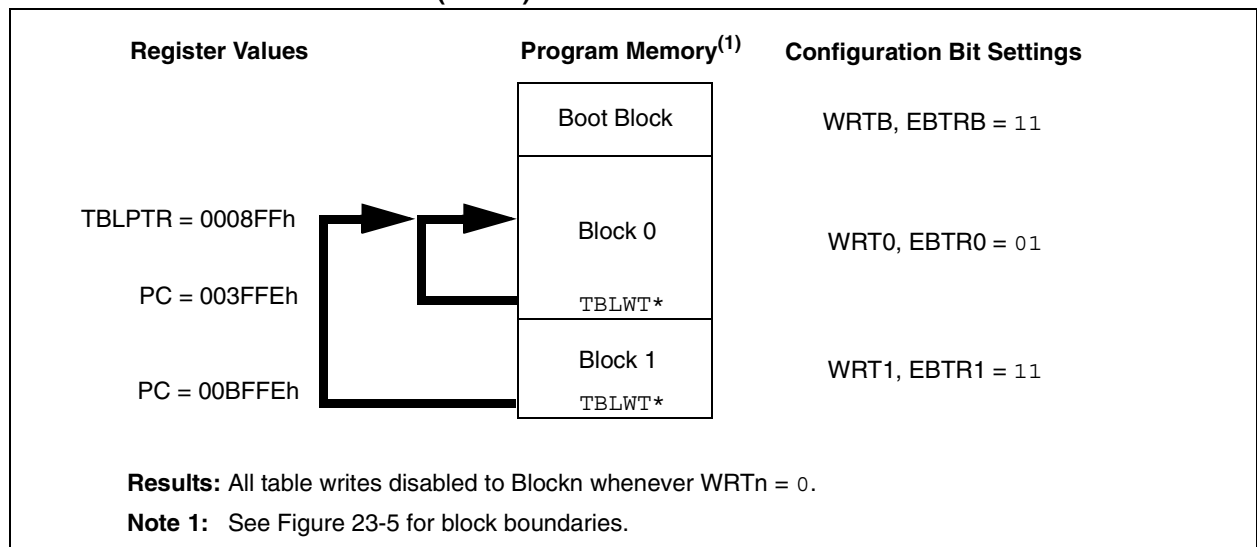 Register Values Program Memory(1) Configuration Bit Settings
Boot Block WRTB, EBTRB = 11
TBLPTR = 0008FFh
Block 0 WRT0, EBTR0 = 01
PC = 003FFEh TBLWT*
Block 1 WRT1, EBTR1 = 11
PC = 00BFFEh TBLWT*
Results: All table writes disabled to Blockn whenever WRTn = 0.
Note 1: See Figure 23-5 for block boundaries.